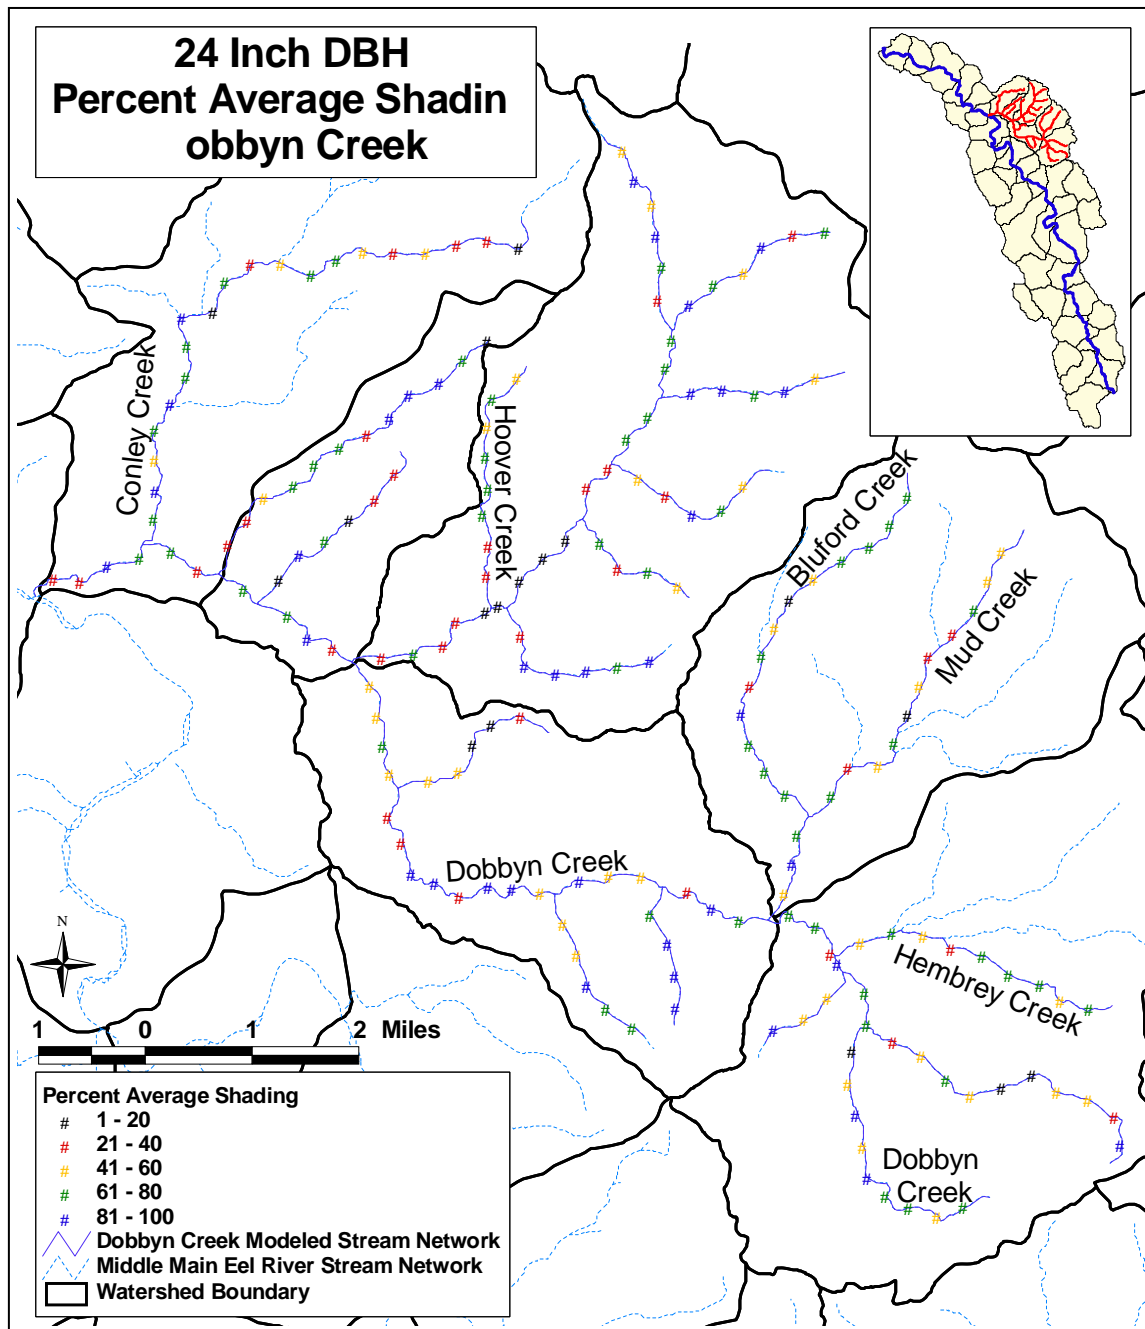 24 Inch DBH
Percent Average Shadin
obbyn Creek
Conley Creek
Hoover Creek
Bluford Creek
Mud Creek
Dobbyn Creek
Hembrey Creek
Dobbyn
Creek
N
1 0 1 2 Miles
Percent Average Shading
# 1 - 20
# 21 - 40
# 41 - 60
# 61 - 80
# 81 - 100
Dobbyn Creek Modeled Stream Network
Middle Main Eel River Stream Network
Watershed Boundary